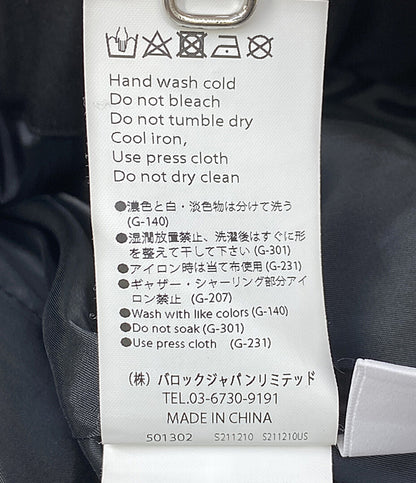 Hand wash cold
Do not bleach
Do not tumble dry
Cool iron,
Use press cloth
Do not dry clean
●濃色と白・淡色物は分けて洗う
(G-140)
●湿潤放置禁止、洗濯後はすぐに形
を整えて干して下さい (G-301)
●アイロン時は当て布使用 (G-231)
●ギャザー・シャーリング部分アイ
ロン禁止 (G-207)
●Wash with like colors (G-140)
●Do not soak (G-301)
●Use press cloth (G-231)
(株) バロックジャパンリミテッド
TEL.03-6730-9191
MADE IN CHINA
501302 S211210 S211210US